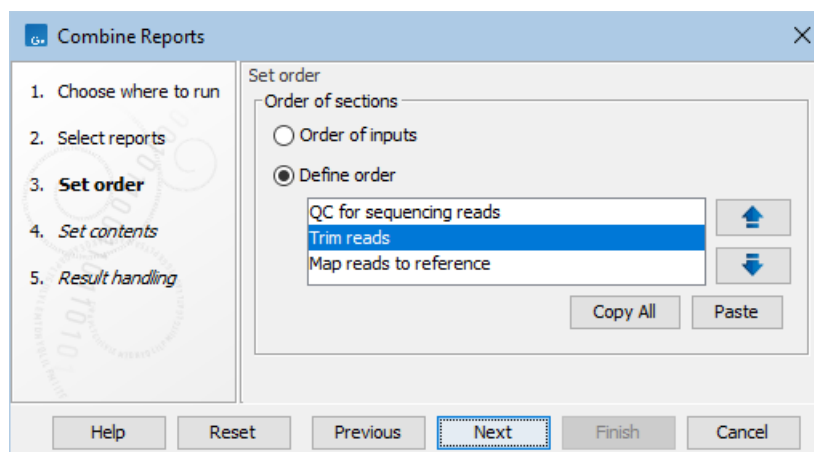 Combine Reports
1. Choose where to run
2. Select reports
3. Set order
4. Set contents
5. Result handling
Set order
Order of sections
Order of inputs
Define order
QC for sequencing reads
Trim reads
Map reads to reference
Copy All Paste
Help Reset Previous Next Finish Cancel